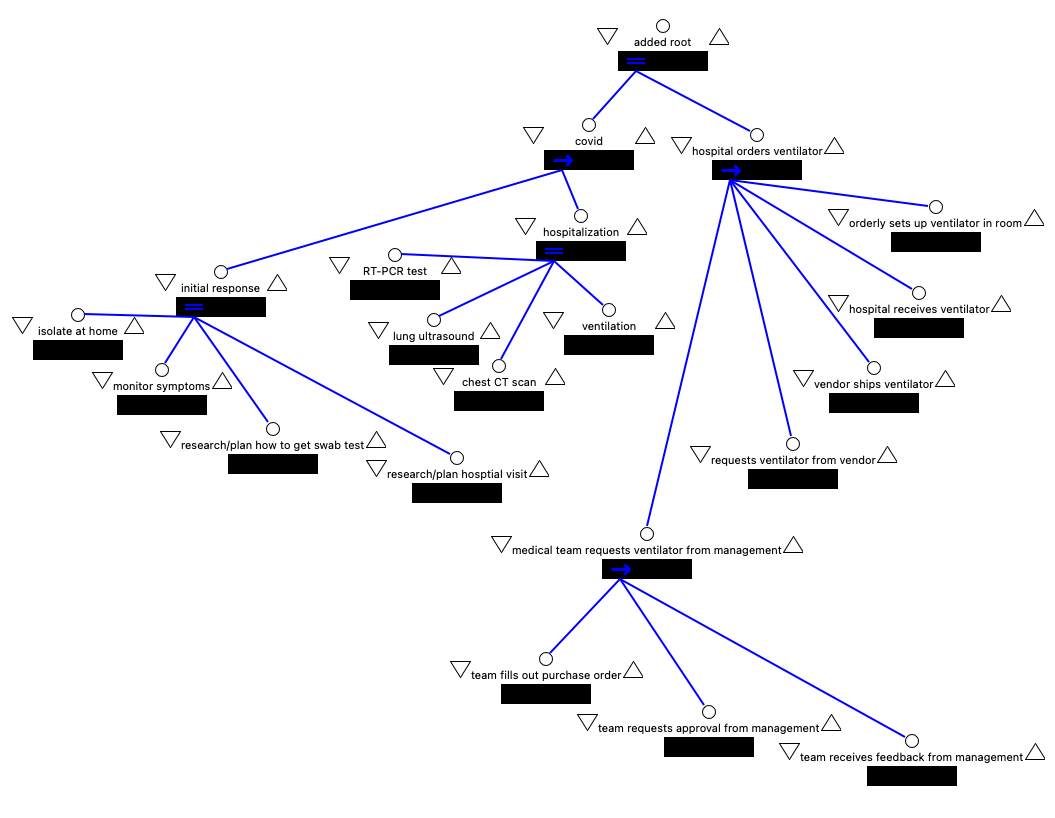 added root
covid
hospital orders ventilator
orderly sets up ventilator in room
hospitalization
RT-PCR test
initial response
hospital receives ventilator
isolate at home
lung ultrasound
ventilation
monitor symptoms
chest CT scan
vendor ships ventilator
research/plan how to get swab test
requests ventilator from vendor
research/plan hosptial visit
medical team requests ventilator from management
team fills out purchase order
team requests approval from management
team receives feedback from management